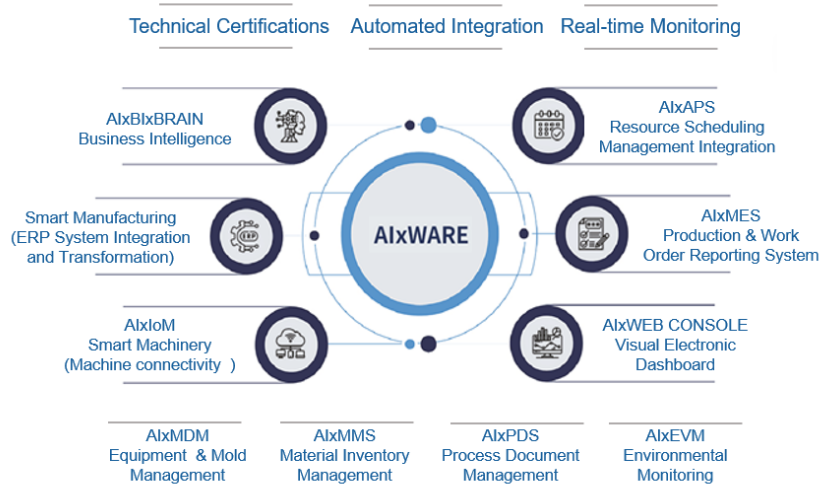 Technical Certifications
Automated Integration
Real-time Monitoring
AIxBIxBRAIN
Business Intelligence
AIxAPS
Resource Scheduling
Management Integration
Smart Manufacturing
(ERP System Integration
and Transformation)
ERP
AIxWARE
AIxMES
Production & Work
Order Reporting System
AIxIoM
Smart Machinery
(Machine connectivity )
AIxWEB CONSOLE
Visual Electronic
Dashboard
AIxMDM
Equipment & Mold
Management
AIxMMS
Material Inventory
Management
AIxPDS
Process Document
Management
AIxEVM
Environmental
Monitoring